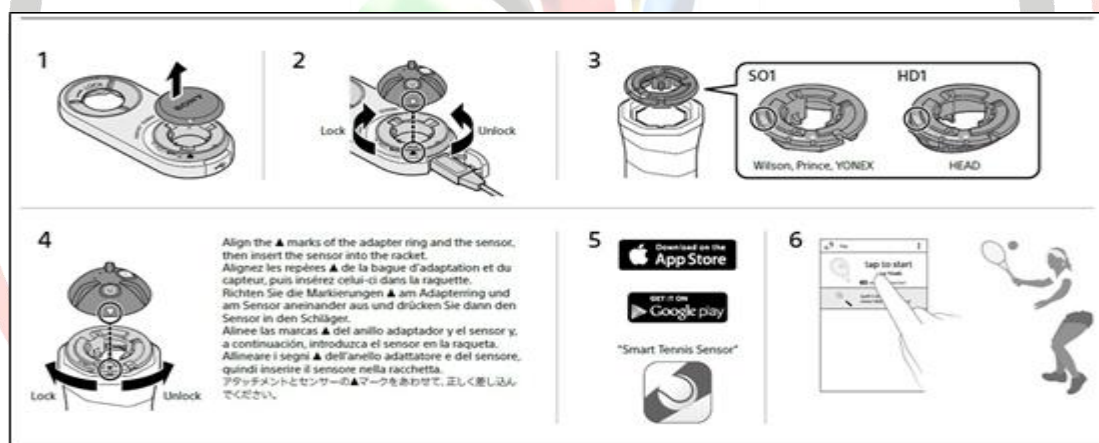 1
SONY
2
Lock
Unlock
3
SO1
HD1
Wilson, Prince, YONEX
HEAD
4
Lock
Unlock
Align the ▲ marks of the adapter ring and the sensor,
then insert the sensor into the racket.
Alignez les repères ▲ de la bague d'adaptation et du
capteur, puis insérez celui-ci dans la raquette.
Richten Sie die Markierungen ▲ am Adapterring und
am Sensor aneinander aus und drücken Sie dann den
Sensor in den Schläger.
Alinee las marcas ▲ del anillo adaptador y el sensor y,
a continuación, introduzca el sensor en la raqueta.
Allineare i segni ▲ dell'anello adattatore e del sensore,
quindi inserire il sensore nella racchetta.
アタッチメントとセンサーの▲マークをあわせて、正しく差し込ん
でください。
5
Download on the
App Store
GET IT ON
Google play
"Smart Tennis Sensor"
6
tap to start